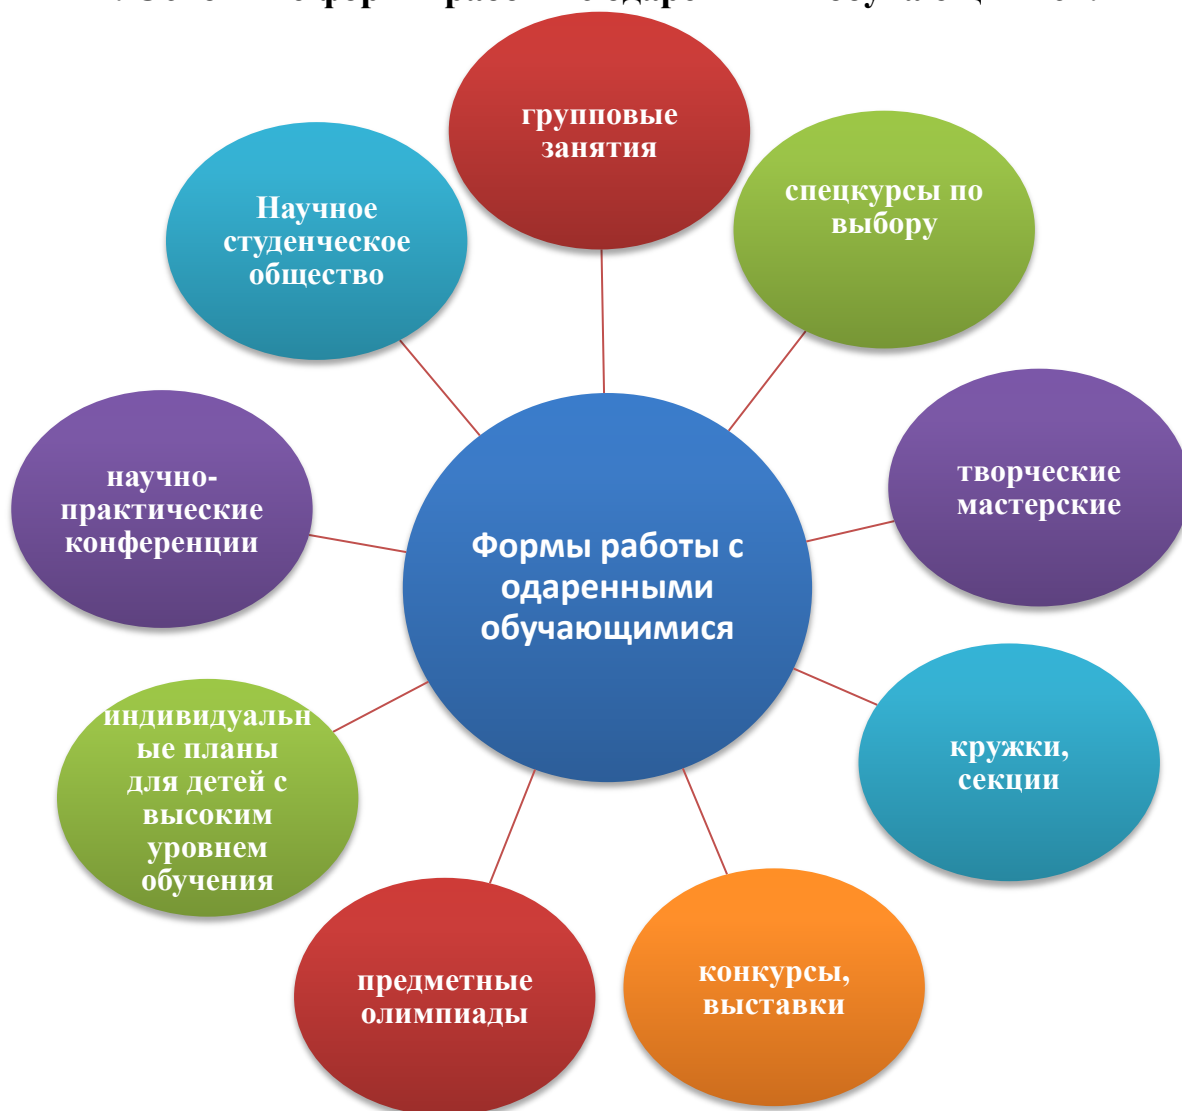 групповые
занятия
спецкурсы по
выбору
творческие
мастерские
кружки,
секции
конкурсы,
выставки
предметные
олимпиады
индивидуальн
ые планы
для детей с
высоким
уровнем
обучения
научно-
практические
конференции
Научное
студенческое
общество
Формы работы с
одаренными
обучающимися